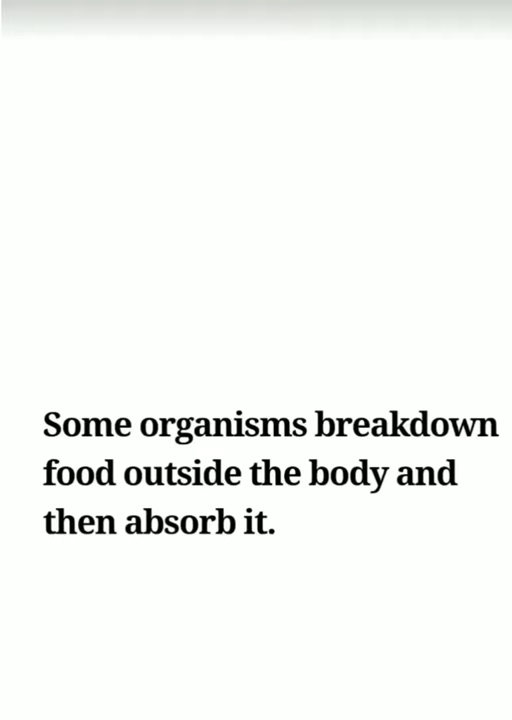 Some organisms breakdown
food outside the body and
then absorb it.